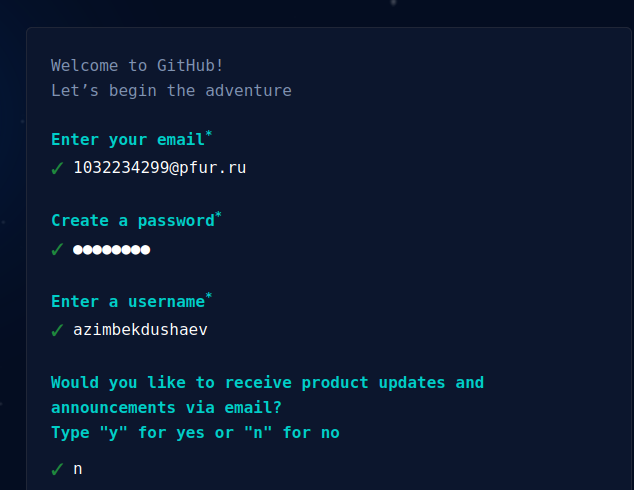 Welcome to GitHub!
Let’s begin the adventure
Enter your email*
✓ 1032234299@pfur.ru
Create a password*
✓ ●●●●●●●●
Enter a username*
✓ azimbekdushaev
Would you like to receive product updates and
announcements via email?
Type "y" for yes or "n" for no
✓ n